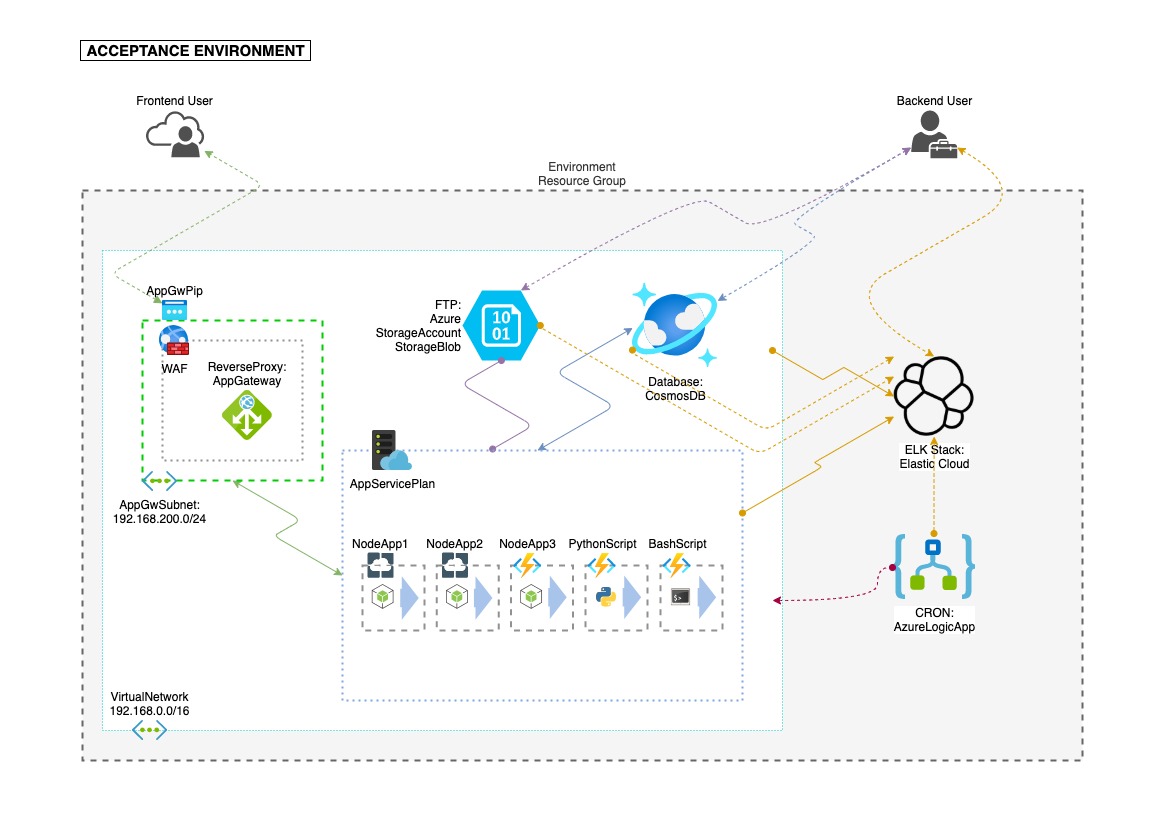 ACCEPTANCE ENVIRONMENT
Frontend User
Backend User
Environment
Resource Group
AppGwPip
WAF
ReverseProxy:
AppGateway
AppGwSubnet:
192.168.200.0/24
FTP:
Azure
StorageAccount
StorageBlob
10
01
Database:
CosmosDB
ELK Stack:
Elastic Cloud
AppServicePlan
NodeApp1
NodeApp2
NodeApp3
PythonScript
BashScript
$>
CRON:
AzureLogicApp
VirtualNetwork
192.168.0.0/16